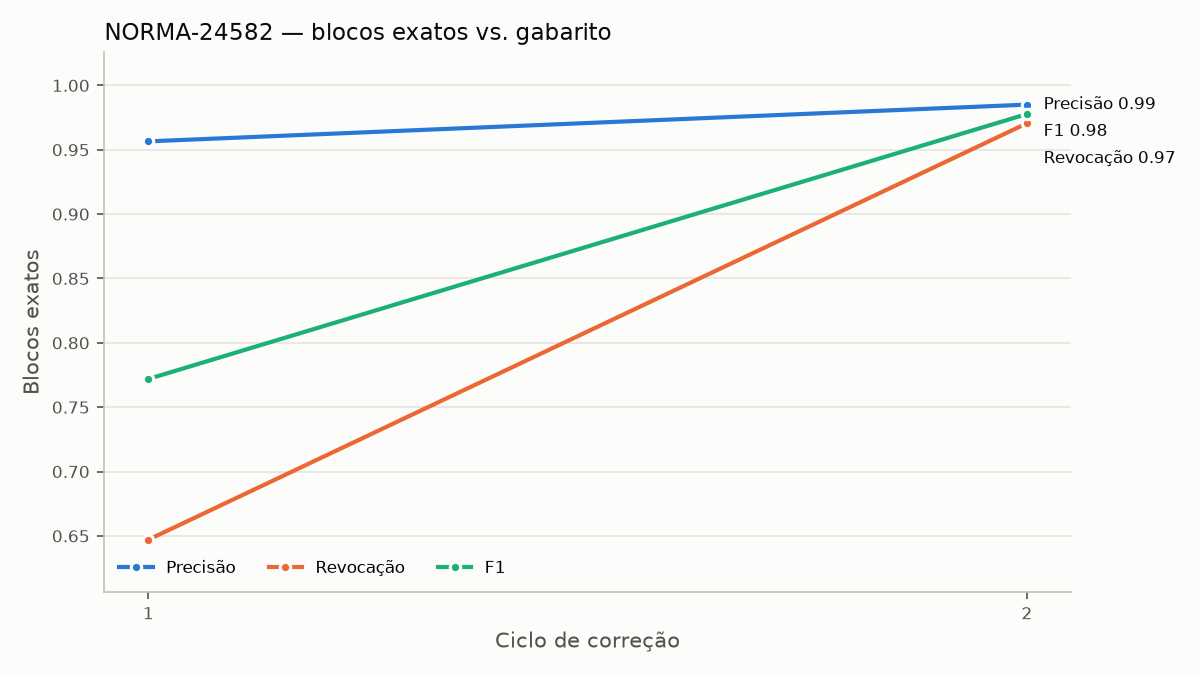 NORMA-24582 — blocos exatos vs. gabarito
1.00
0.95
0.90
0.85
0.80
0.75
0.70
0.65
Blocos exatos
Precisão 0.99
F1 0.98
Revocação 0.97
Precisão Revocação F1
1 2
Ciclo de correção